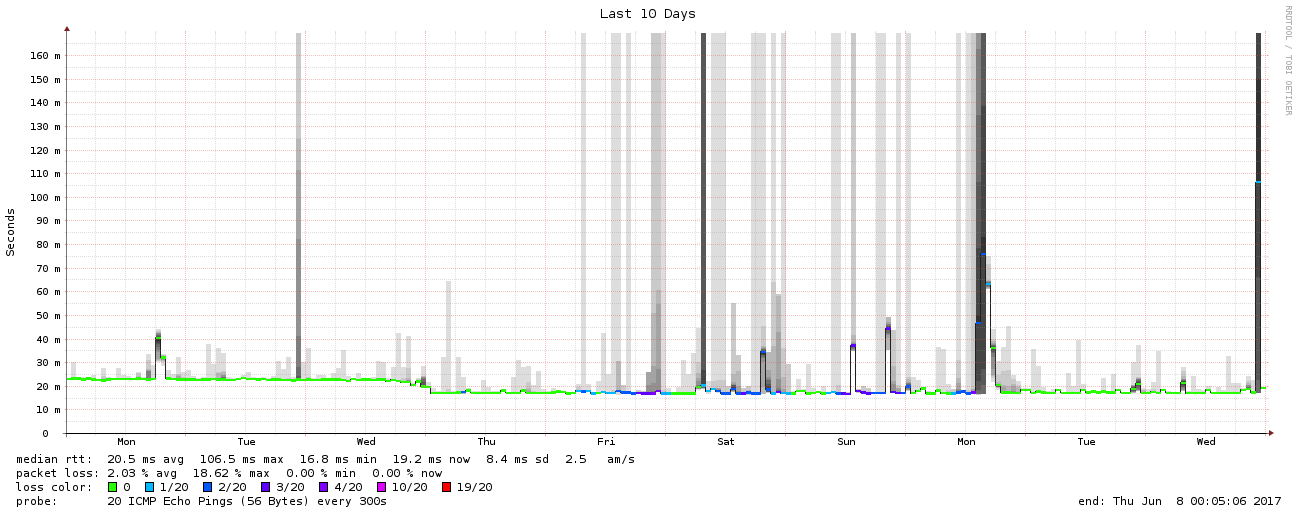 Last 10 Days
RRDTOOL / TOBI OETIKER
Seconds
160 m
150 m
140 m
130 m
120 m
110 m
100 m
90 m
80 m
70 m
60 m
50 m
40 m
30 m
20 m
10 m
0
Mon Tue Wed Thu Fri Sat Sun Mon Tue Wed
median rtt: 20.5 ms avg 106.5 ms max 16.8 ms min 19.2 ms now 8.4 ms sd 2.5 am/s
packet loss: 2.03 % avg 18.62 % max 0.00 % min 0.00 % now
loss color: 0 1/20 2/20 3/20 4/20 10/20 19/20
probe: 20 ICMP Echo Pings (56 Bytes) every 300s end: Thu Jun 8 00:05:06 2017